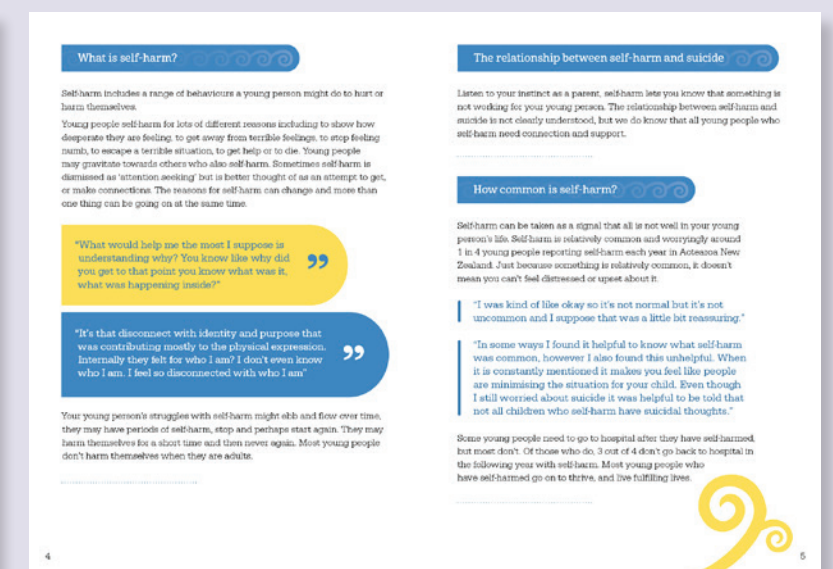 What is self-harm?
Self-harm includes a range of behaviours a young person might do to hurt or
harm themselves.
Young people self-harm for lots of different reasons including to show how
desperate they are feeling, to get away from terrible feelings, to stop feeling
numb, to escape a terrible situation, to get help or to die. Young people
may gravitate towards others who also self-harm. Sometimes self-harm is
dismissed as 'attention seeking' but is better thought of as an attempt to get,
or make connections. The reasons for self-harm can change and more than
one thing can be going on at the same time.
"What would help me the most I suppose is
understanding why? You know like why did
you get to that point you know what was it,
what was happening inside?"
"It's that disconnect with identity and purpose that
was contributing mostly to the physical expression.
Internally they felt for who I am? I don't even know
who I am. I feel so disconnected with who I am"
Your young person's struggles with self-harm might ebb and flow over time,
they may have periods of self-harm, stop and perhaps start again. They may
harm themselves for a short time and then never again. Most young people
don't harm themselves when they are adults.
4
The relationship between self-harm and suicide
Listen to your instinct as a parent, self-harm lets you know that something is
not working for your young person. The relationship between self-harm and
suicide is not clearly understood, but we do know that all young people who
self-harm need connection and support.
How common is self-harm?
Self-harm can be taken as a signal that all is not well in your young
person's life. Self-harm is relatively common and worryingly around
1 in 4 young people reporting self-harm each year in Aotearoa New
Zealand. Just because something is relatively common, it doesn't
mean you can't feel distressed or upset about it.
"I was kind of like okay so it's not normal but it's not
uncommon and I suppose that was a little bit reassuring."
"In some ways I found it helpful to know what self-harm
was common, however I also found this unhelpful. When
it is constantly mentioned it makes you feel like people
are minimising the situation for your child. Even though
I still worried about suicide it was helpful to be told that
not all children who self-harm have suicidal thoughts."
Some young people need to go to hospital after they have self-harmed,
but most don't. Of those who do, 3 out of 4 don't go back to hospital in
the following year with self-harm. Most young people who
have self-harmed go on to thrive, and live fulfilling lives.
5